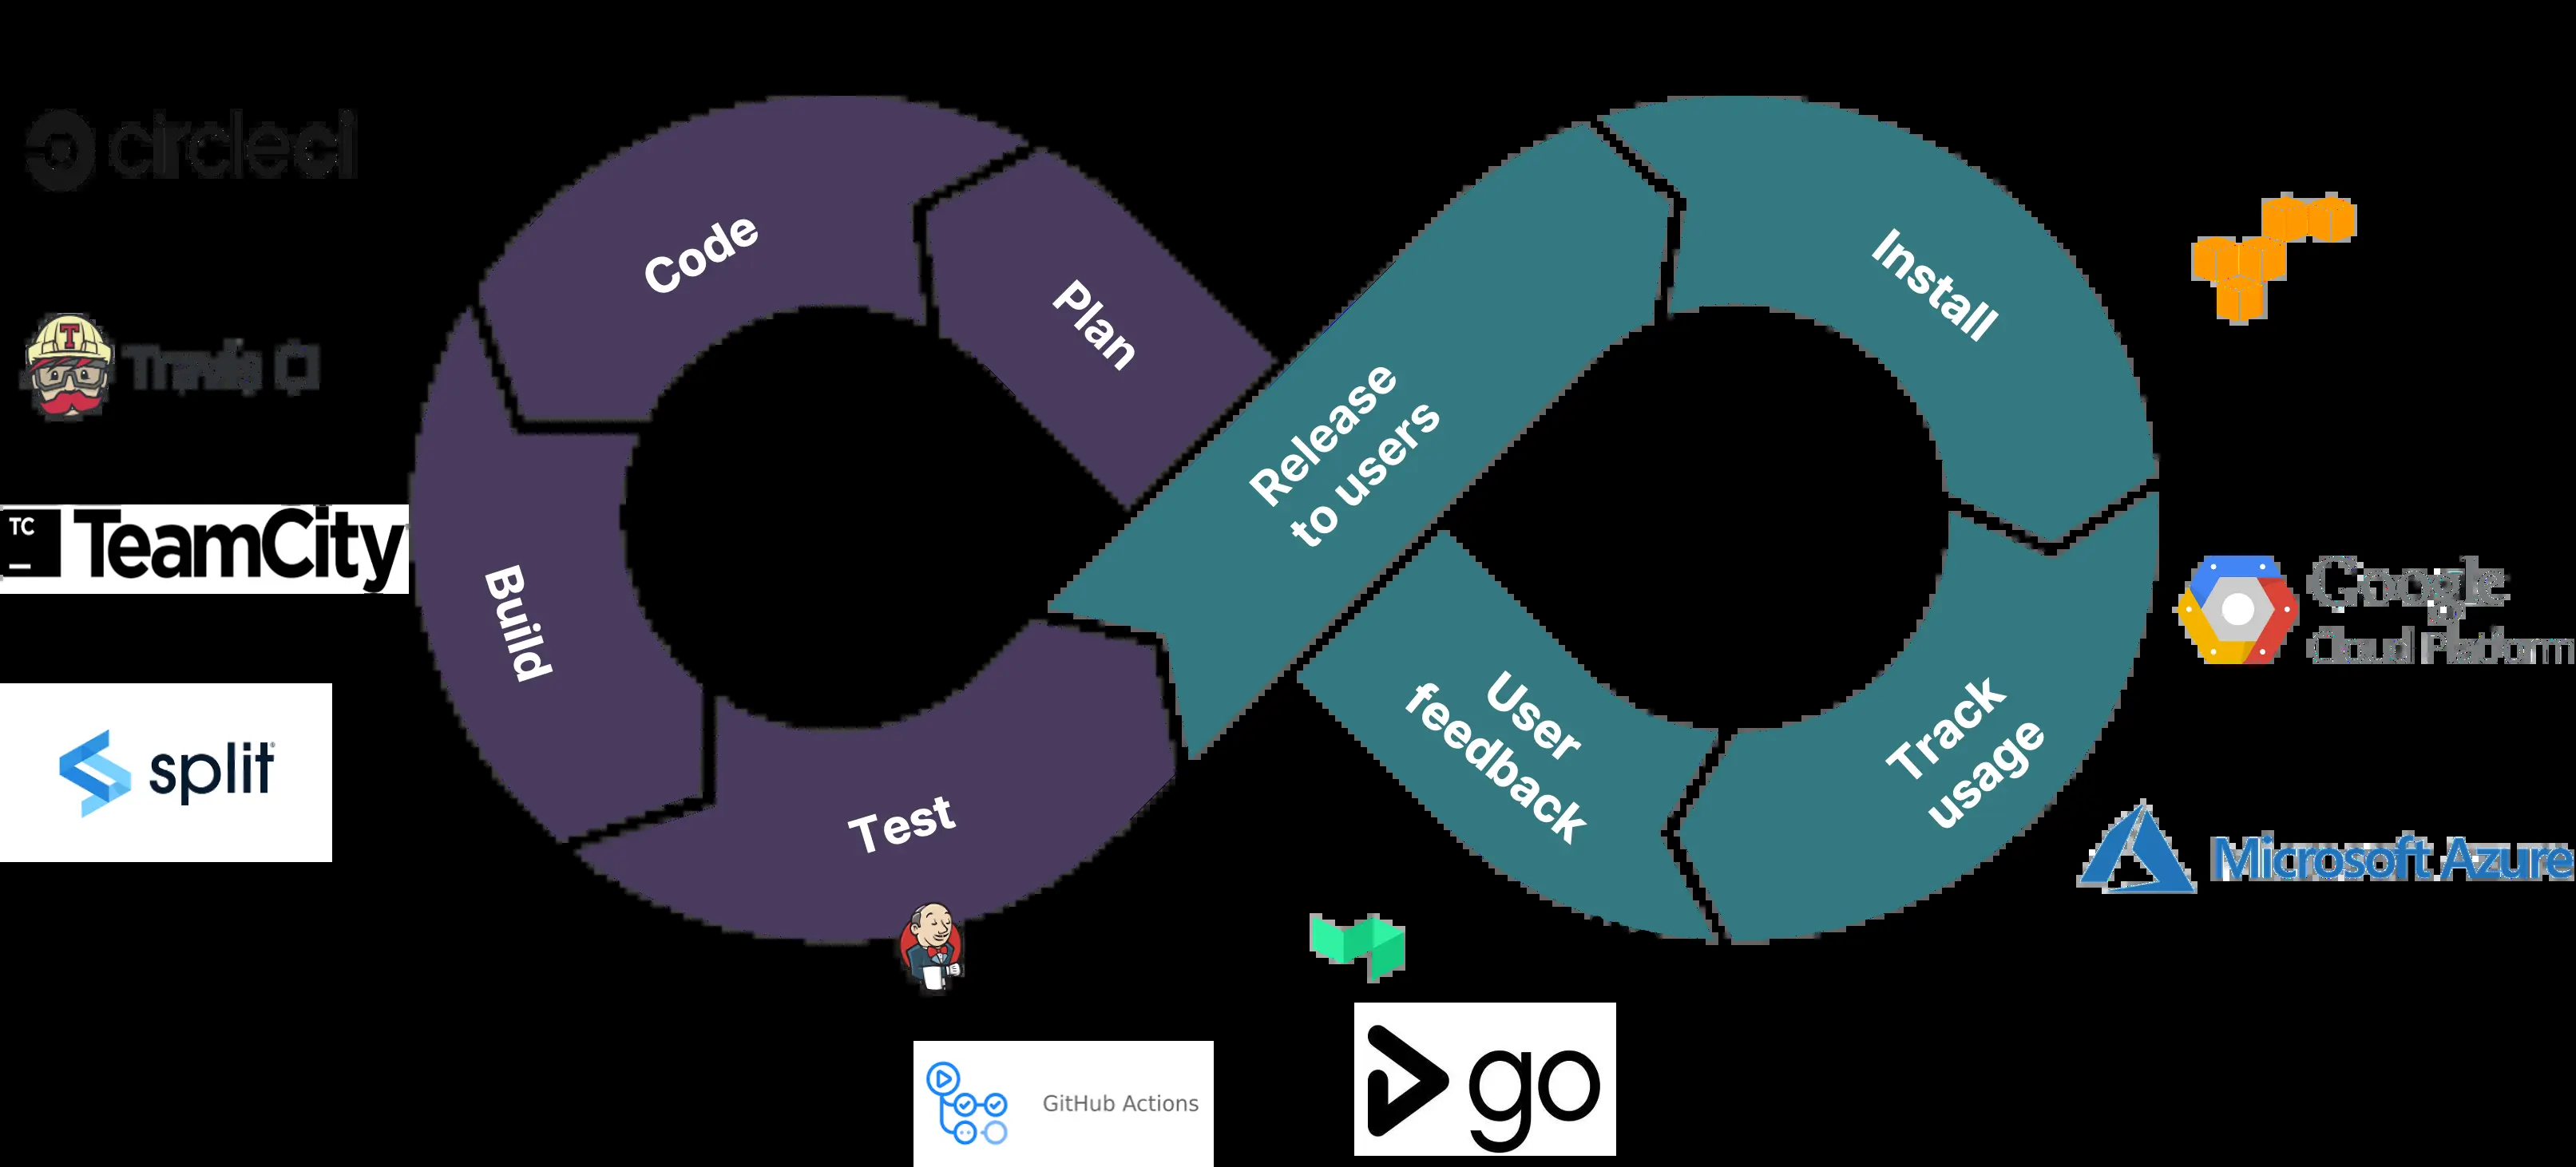 circleci
Travis CI
TC
TeamCity
split
Code
Plan
Build
Test
Release
to users
Install
Track
usage
User
feedback
Google
Cloud Platform
Microsoft Azure
GitHub Actions
go
T